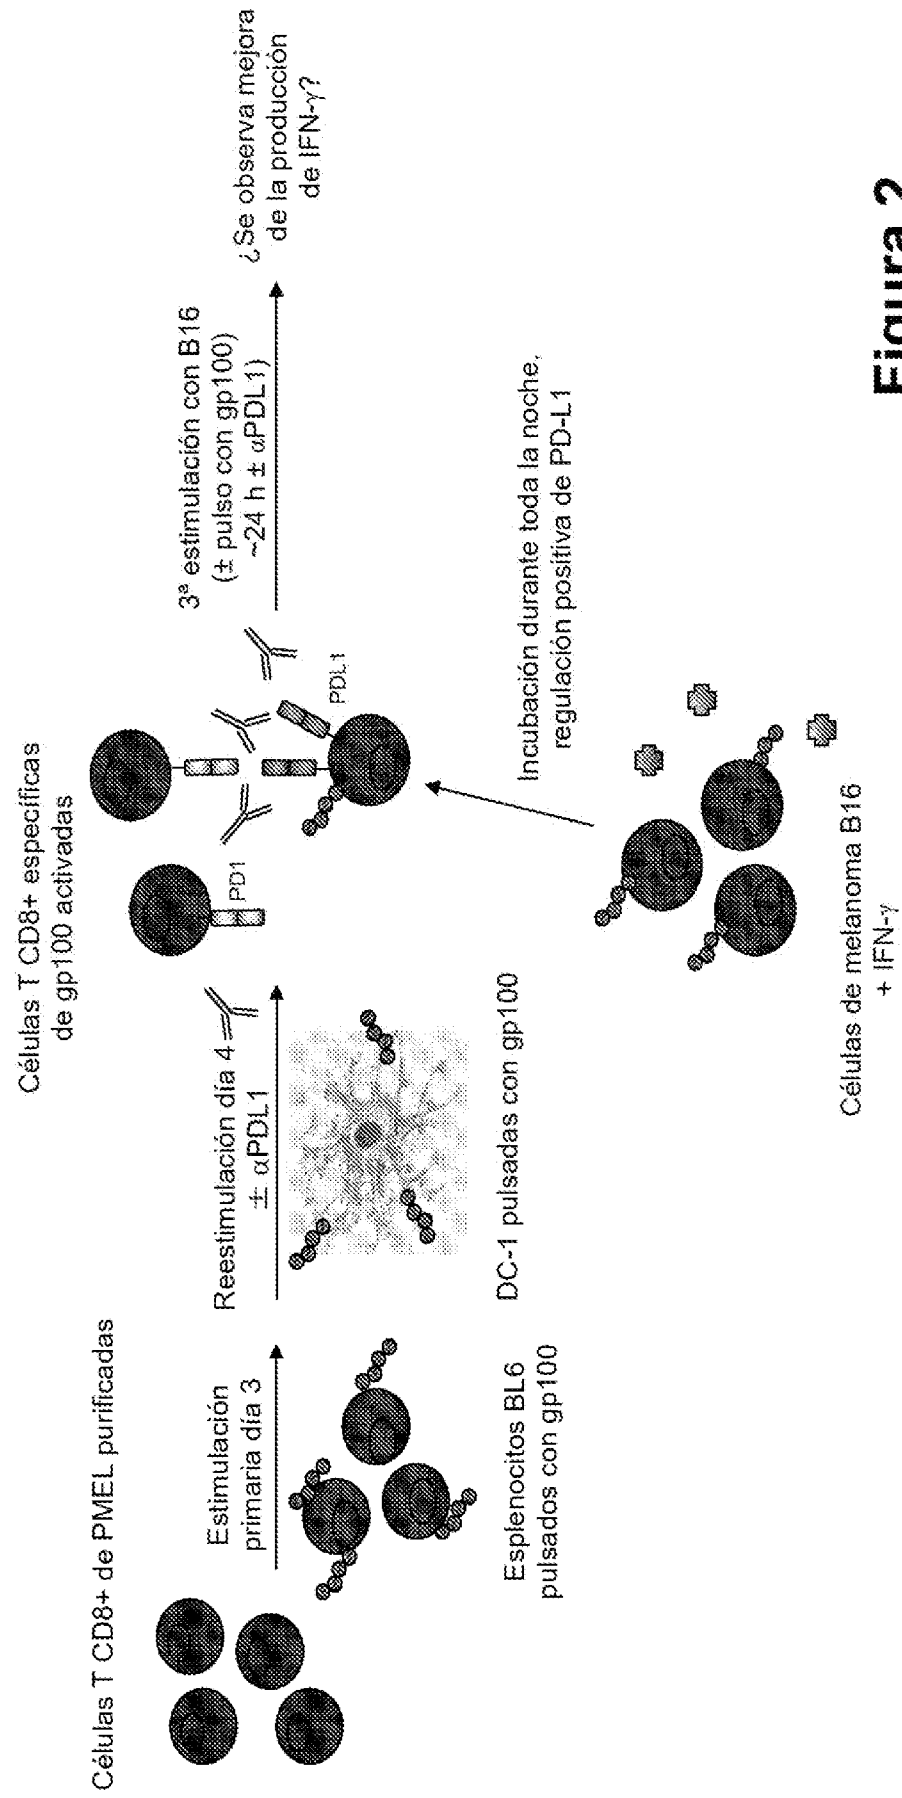 Células T CD8+ de PMEL purificadas
Estimulación
primaria día 3
Esplenocitos BL6
pulsados con gp100
Reestimulación día 4
± αPDL1
DC-1 pulsadas con gp100
Células T CD8+ específicas
de gp100 activadas
PD1
PDL1
Células de melanoma B16
+ IFN-γ
Incubación durante toda la noche,
regulación positiva de PD-L1
3ª estimulación con B16
(± pulso con gp100)
~24 h ± αPDL1)
¿Se observa mejora
de la producción
de IFN-γ?
Figura 2